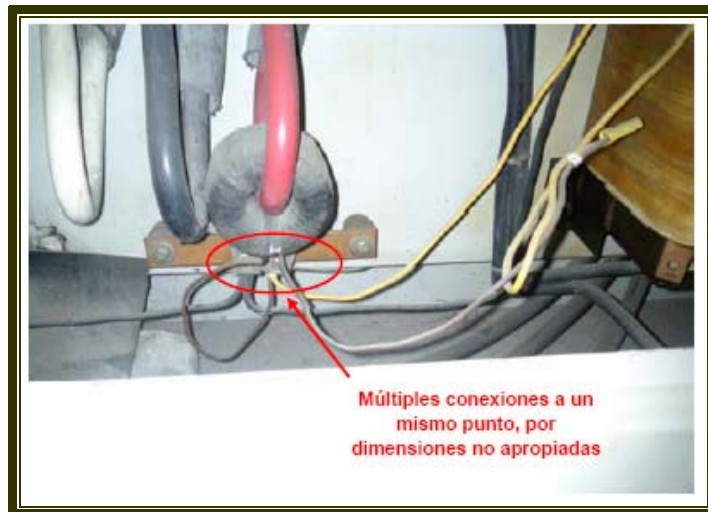 Múltiples conexiones a un
mismo punto, por
dimensiones no apropiadas